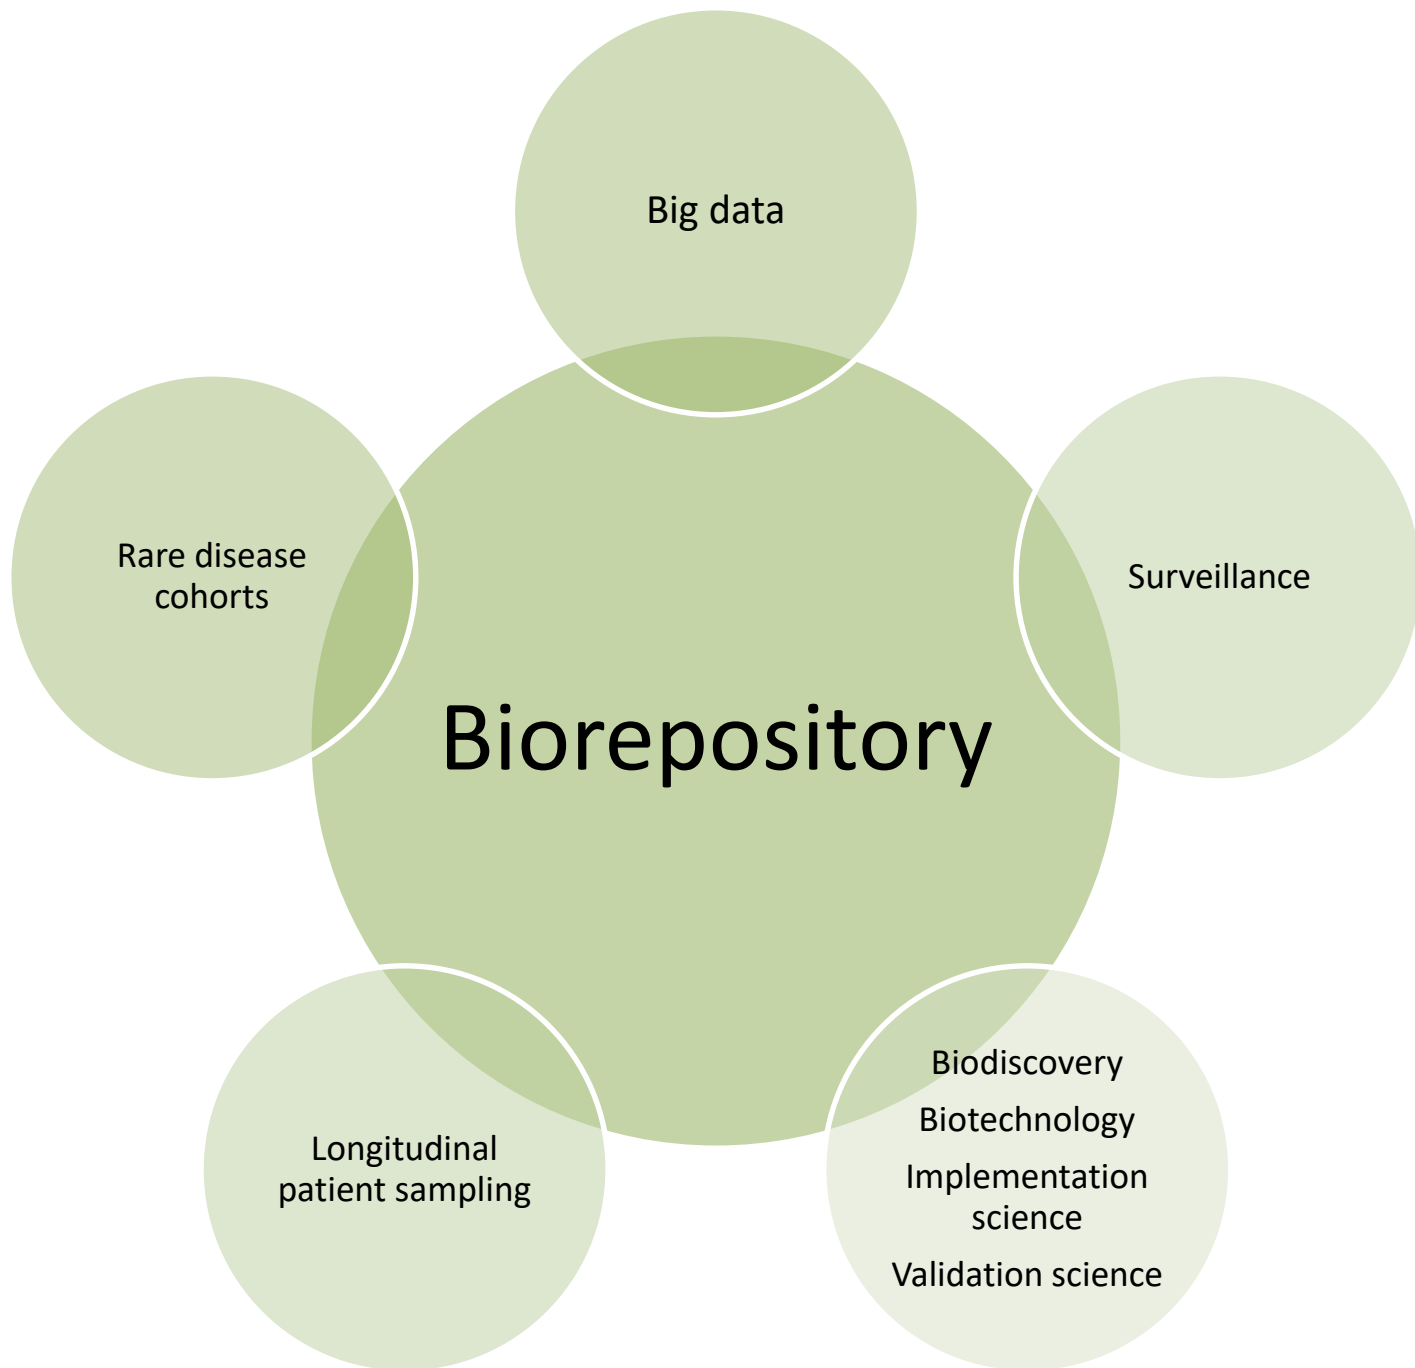 Big data
Rare disease
cohorts
Surveillance
Biorepository
Longitudinal
patient sampling
Biodiscovery
Biotechnology
Implementation
science
Validation science